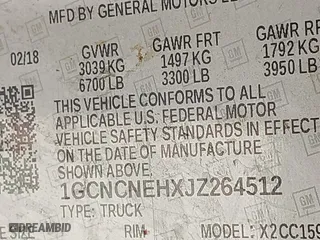 MFD BY GENERAL MOTORS
02/18
GVWR GAWR FRT GAWR
3039 KG 1497 KG 1792 KG
6700 LB 3300 LB 3950 LB
THIS VEHICLE CONFORMS TO ALL
APPLICABLE U.S. FEDERAL MOTOR
VEHICLE SAFETY STANDARDS IN EFFECT
ON THE DATE OF MANUFACTURE
SHOWN ABOVE.
1GCNCNEHXJZ264512
TYPE: TRUCK
MODEL: X2CC159
RIM
DREAMBID